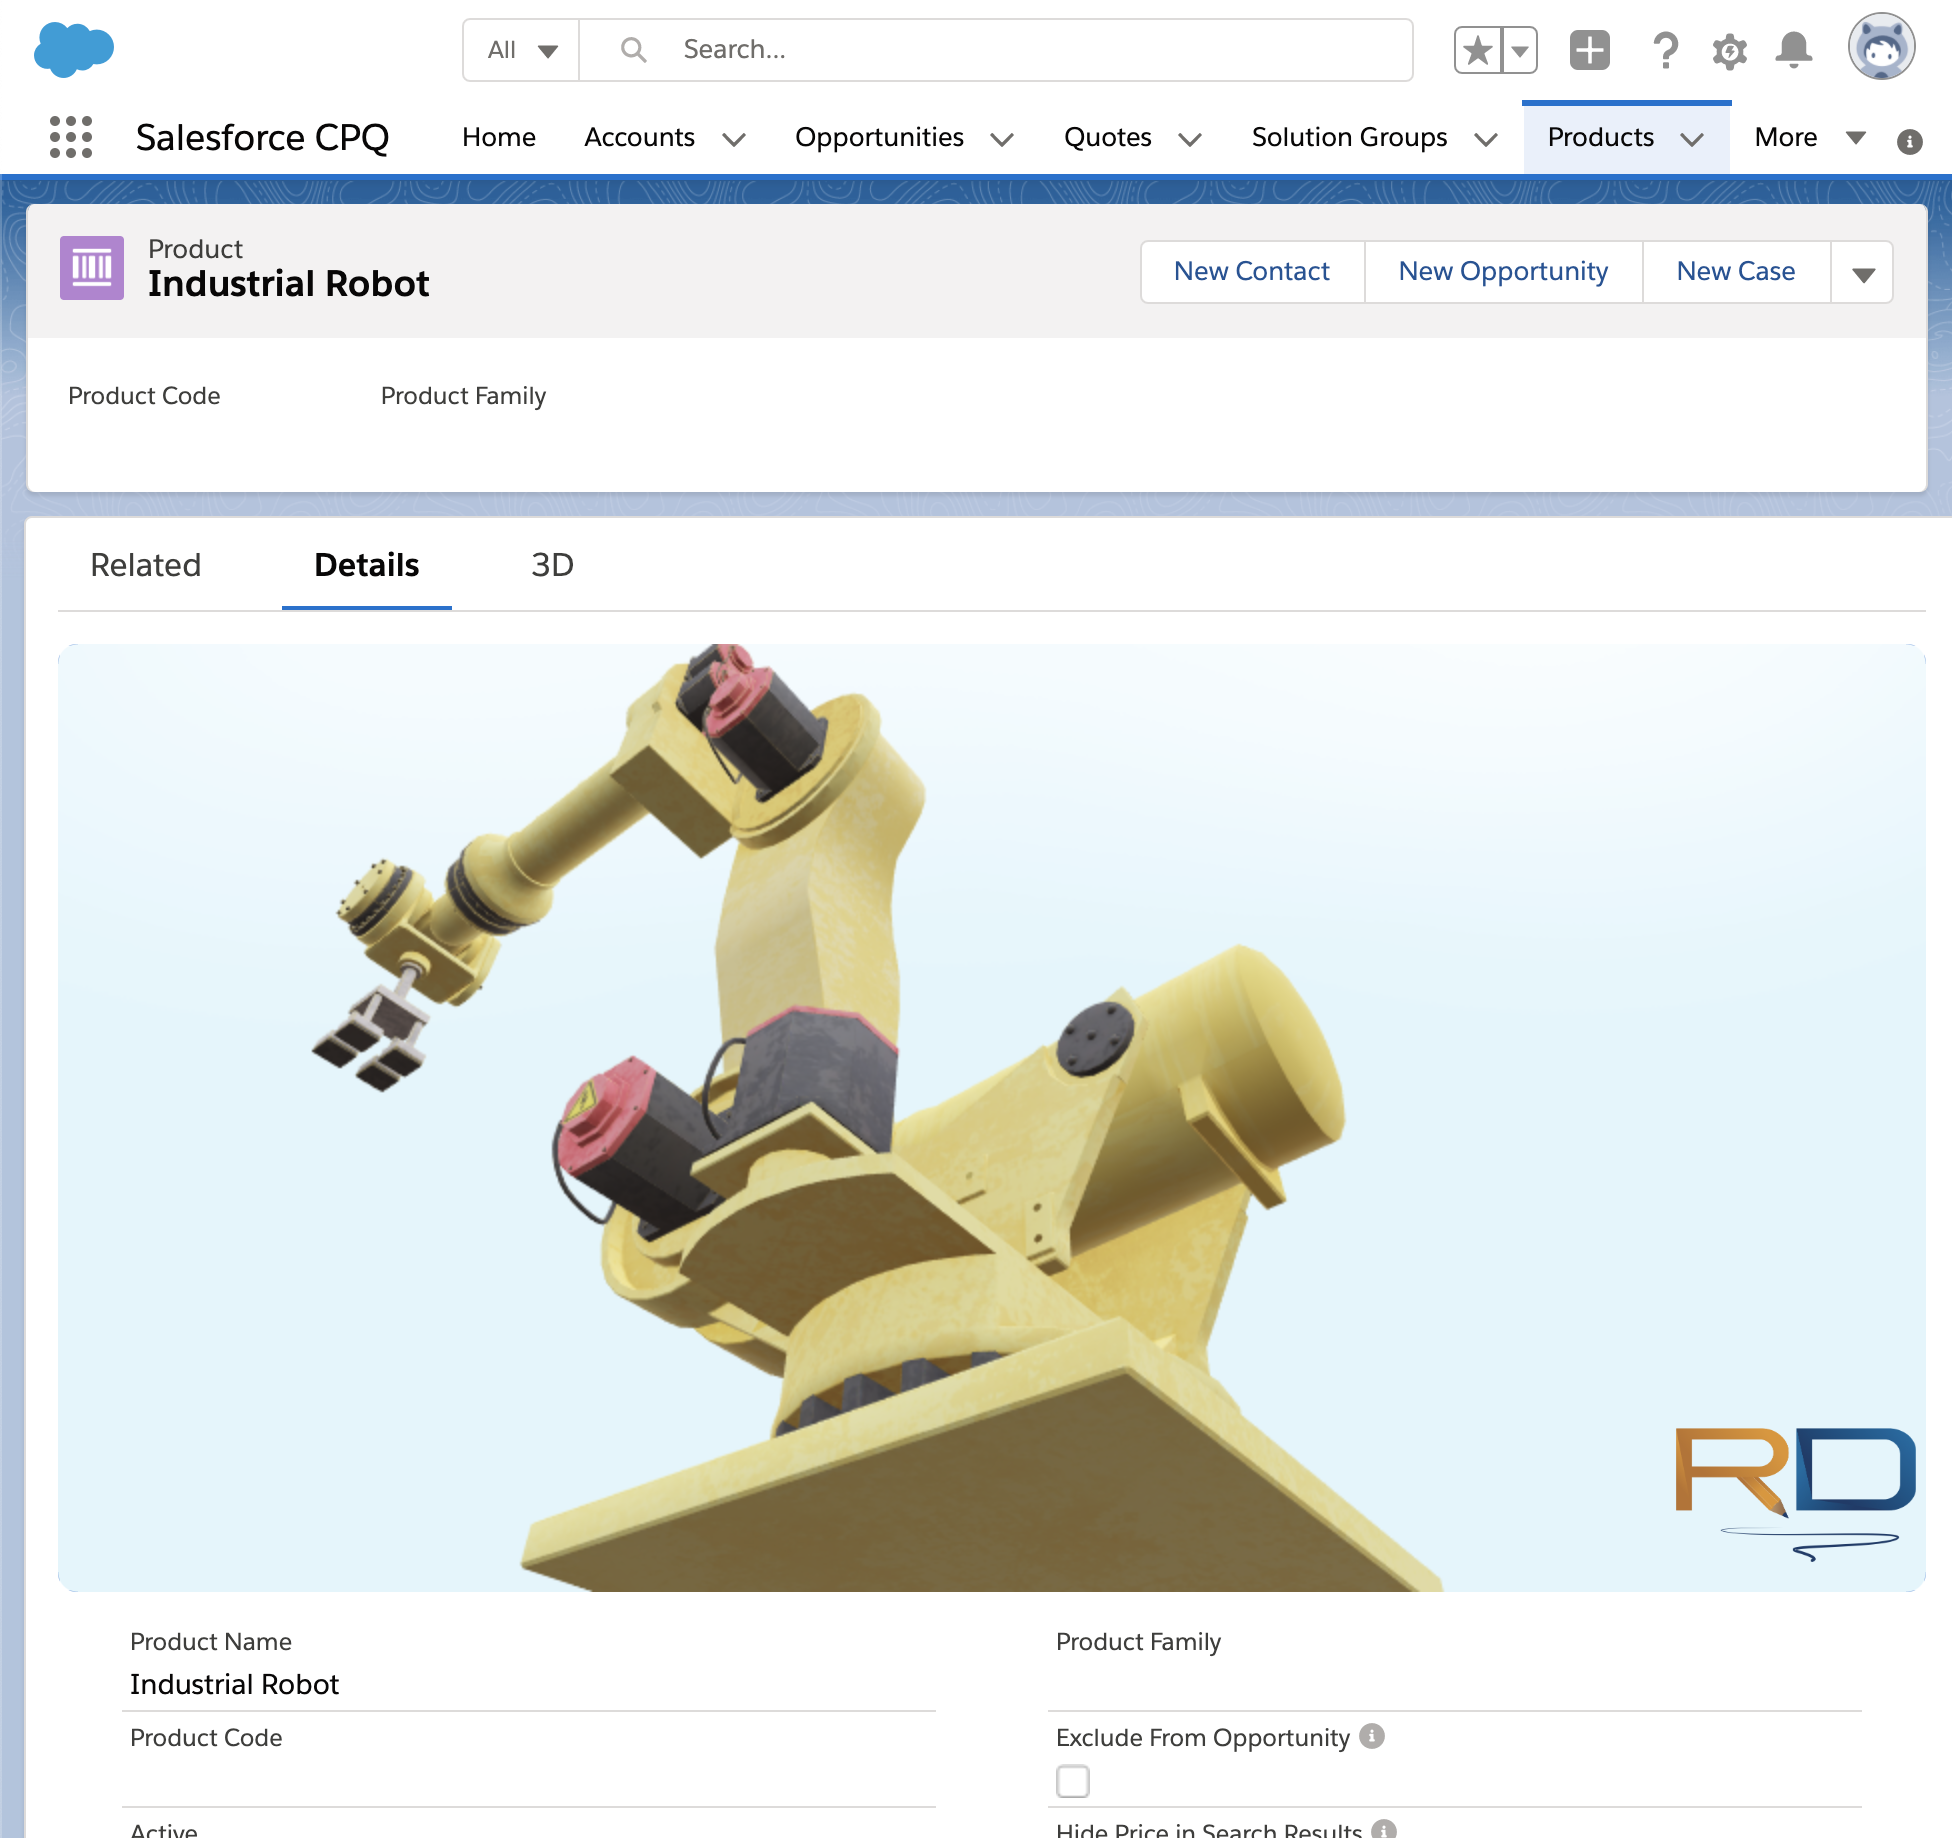 All
Search...
Salesforce CPQ
Home
Accounts
Opportunities
Quotes
Solution Groups
Products
More
Product
Industrial Robot
New Contact
New Opportunity
New Case
Product Code
Product Family
Related
Details
3D
RD
Product Name
Product Family
Industrial Robot
Product Code
Exclude From Opportunity
Active
Hide Price in Search Results